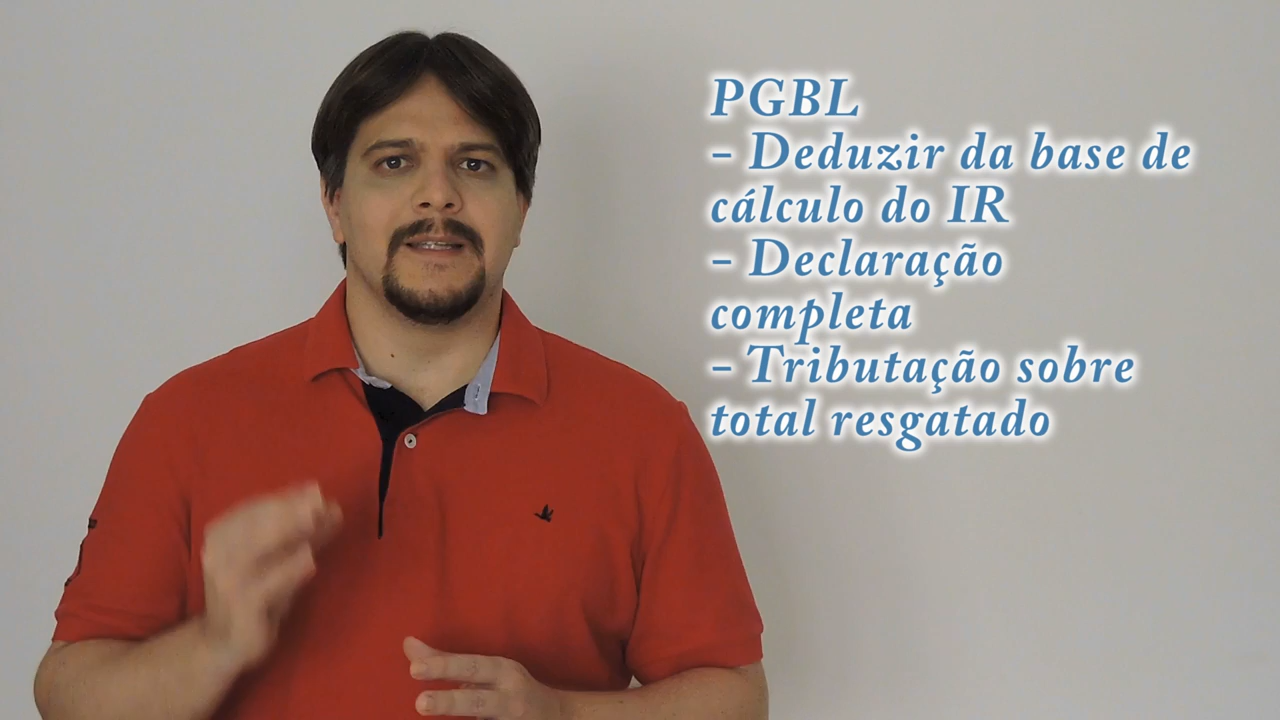 PGBL
- Deduzir da base de
cálculo do IR
- Declaração
completa
- Tributação sobre
total resgatado